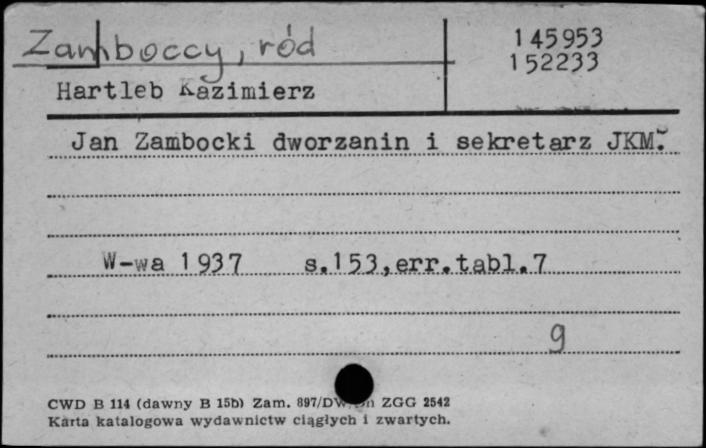 Zamboccy, ród
145953
152233
Hartleb Kazimierz
Jan Zambocki dworzanin i sekretarz JKM.
W-wa 1937 s.153,err.tabl.7
9
CWD B 114 (dawny B 15b) Zam. 897/DW ZGG 2542
Karta katalogowa wydawnictw ciągłych i zwartych.